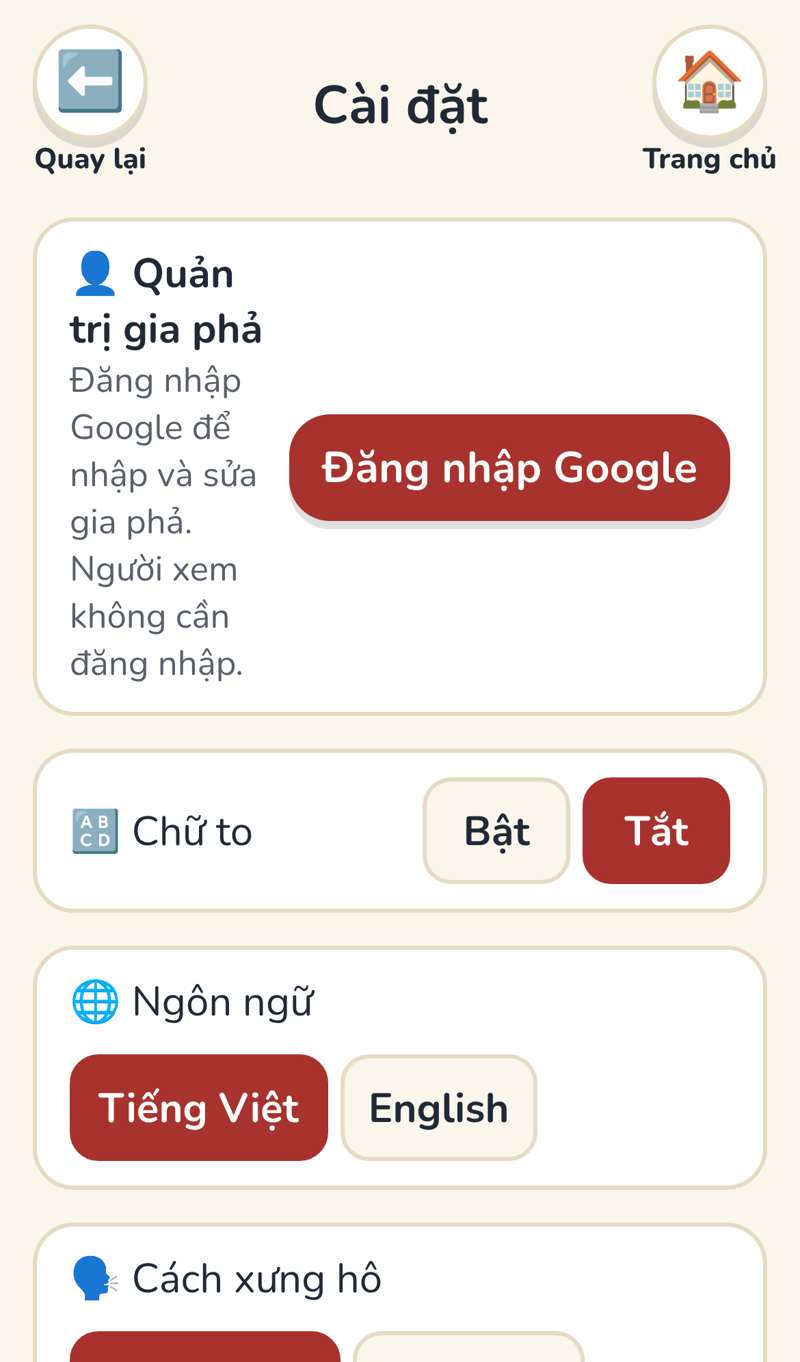 Cài đặt
Quay lại
Trang chủ
Quản
trị gia phả
Đăng nhập
Google để
nhập và sửa
gia phả.
Người xem
không cần
đăng nhập.
Đăng nhập Google
Chữ to
Bật
Tắt
Ngôn ngữ
Tiếng Việt
English
Cách xưng hô